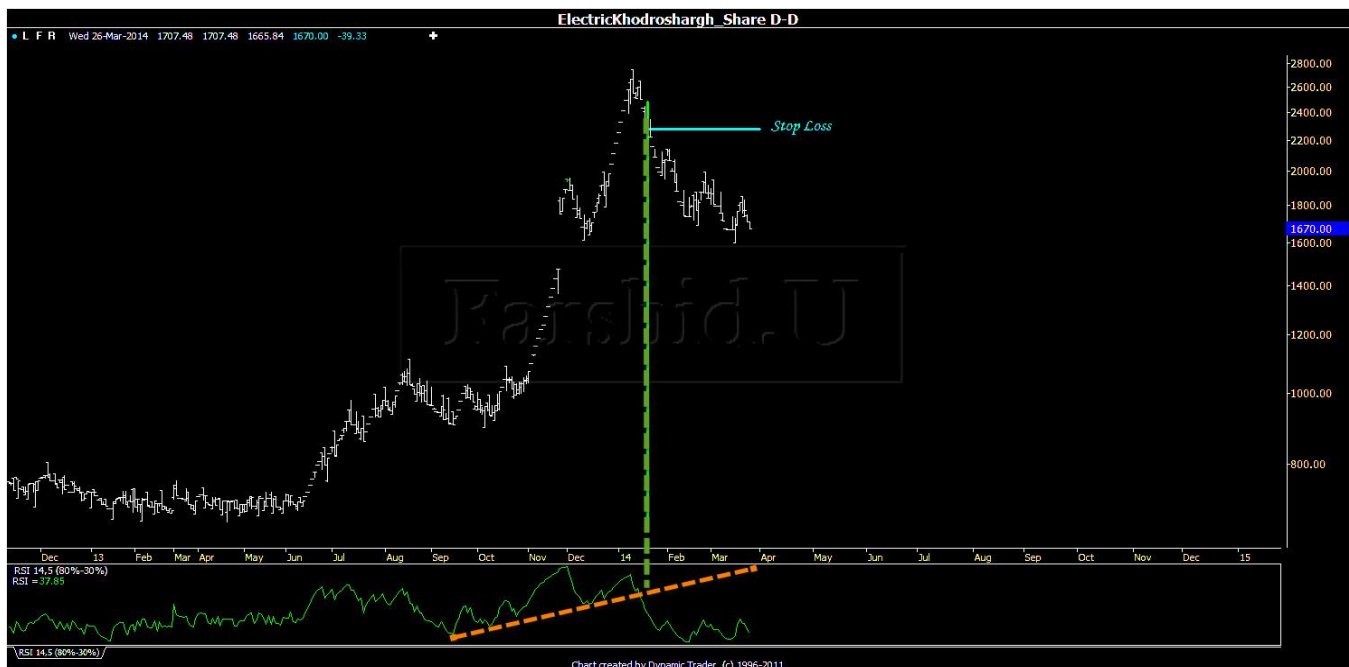 ElectricKhodroshargh_Share D-D
L F R Wed 26-Mar-2014 1707.48 1707.48 1665.84 1670.00 -39.33
2800.00
2600.00
2400.00
Stop Loss
2200.00
2000.00
1800.00
1670.00
1600.00
Farshid.U
1400.00
1200.00
1000.00
800.00
Dec 13 Feb Mar Apr May Jun Jul Aug Sep Oct Nov Dec 14 Feb Mar Apr May Jun Jul Aug Sep Oct Nov Dec 15
RSI 14,5 (80%-30%)
RSI =37.85
RSI 14,5 (80%-30%)
Chart created by Dynamic Trader (c) 1996-2011